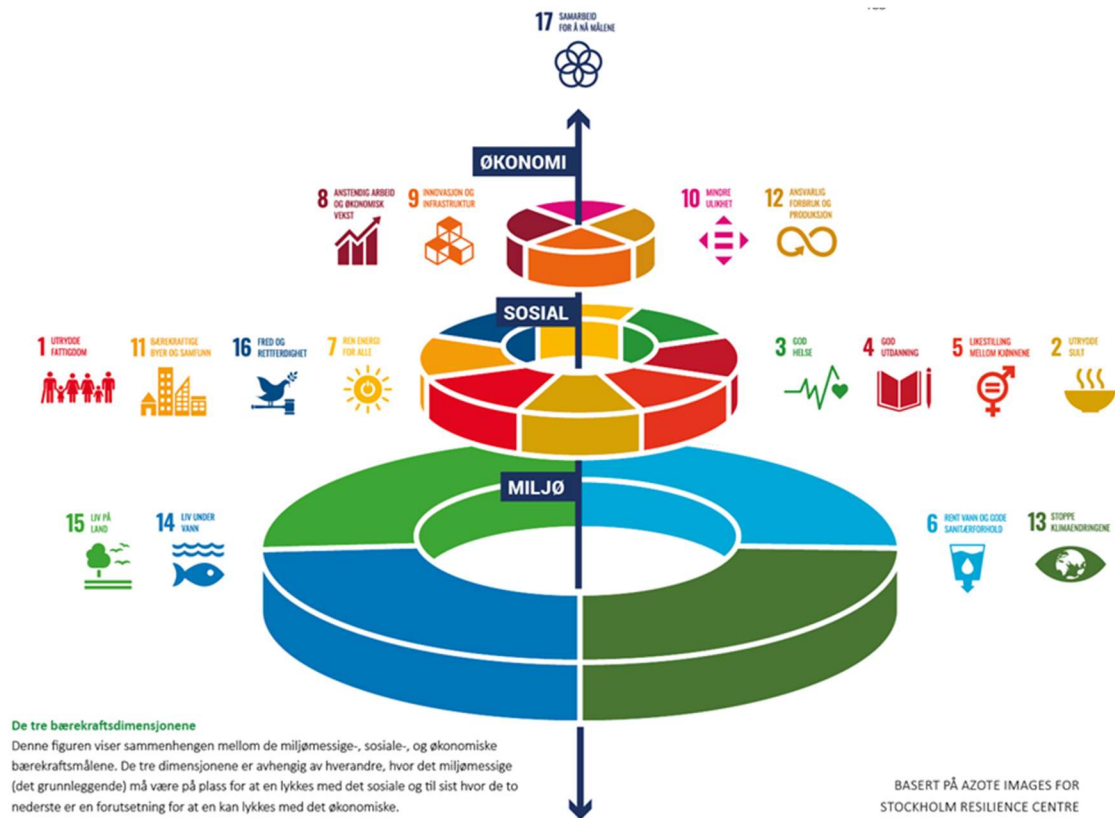 17 SAMARBEID
FOR Å NÅ MÅLENE
ØKONOMI
8 ANSTENDIG ARBEID
OG ØKONOMISK
VEKST
9 INNOVASJON OG
INFRASTRUKTUR
10 MINDRE
ULIKHET
12 ANSVARLIG
FORBRUK OG
PRODUKSJON
SOSIAL
1 UTRYDDE
FATTIGDOM
11 BÆREKRAFTIGE
BYER OG SAMFUNN
16 FRED OG
RETTFERDIGHET
7 REN ENERGI
FOR ALLE
3 GOD
HELSE
4 GOD
UTDANNING
5 LIKESTILLING
MELLOM KJØNNENE
2 UTRYDDE
SULT
MILJØ
15 LIV PÅ
LAND
14 LIV UNDER
VANN
6 RENT VANN OG GODE
SANITÆRFORHOLD
13 STOPPE
KLIMAENDRINGENE
De tre bærekraftsdimensjonene
Denne figuren viser sammenhengen mellom de miljømessige-, sosiale-, og økonomiske
bærekraftsmålene. De tre dimensjonene er avhengig av hverandre, hvor det miljømessige
(det grunnleggende) må være på plass for at en lykkes med det sosiale og til sist hvor de to
nederste er en forutsetning for at en kan lykkes med det økonomiske.
BASERT PÅ AZOTE IMAGES FOR
STOCKHOLM RESILIENCE CENTRE